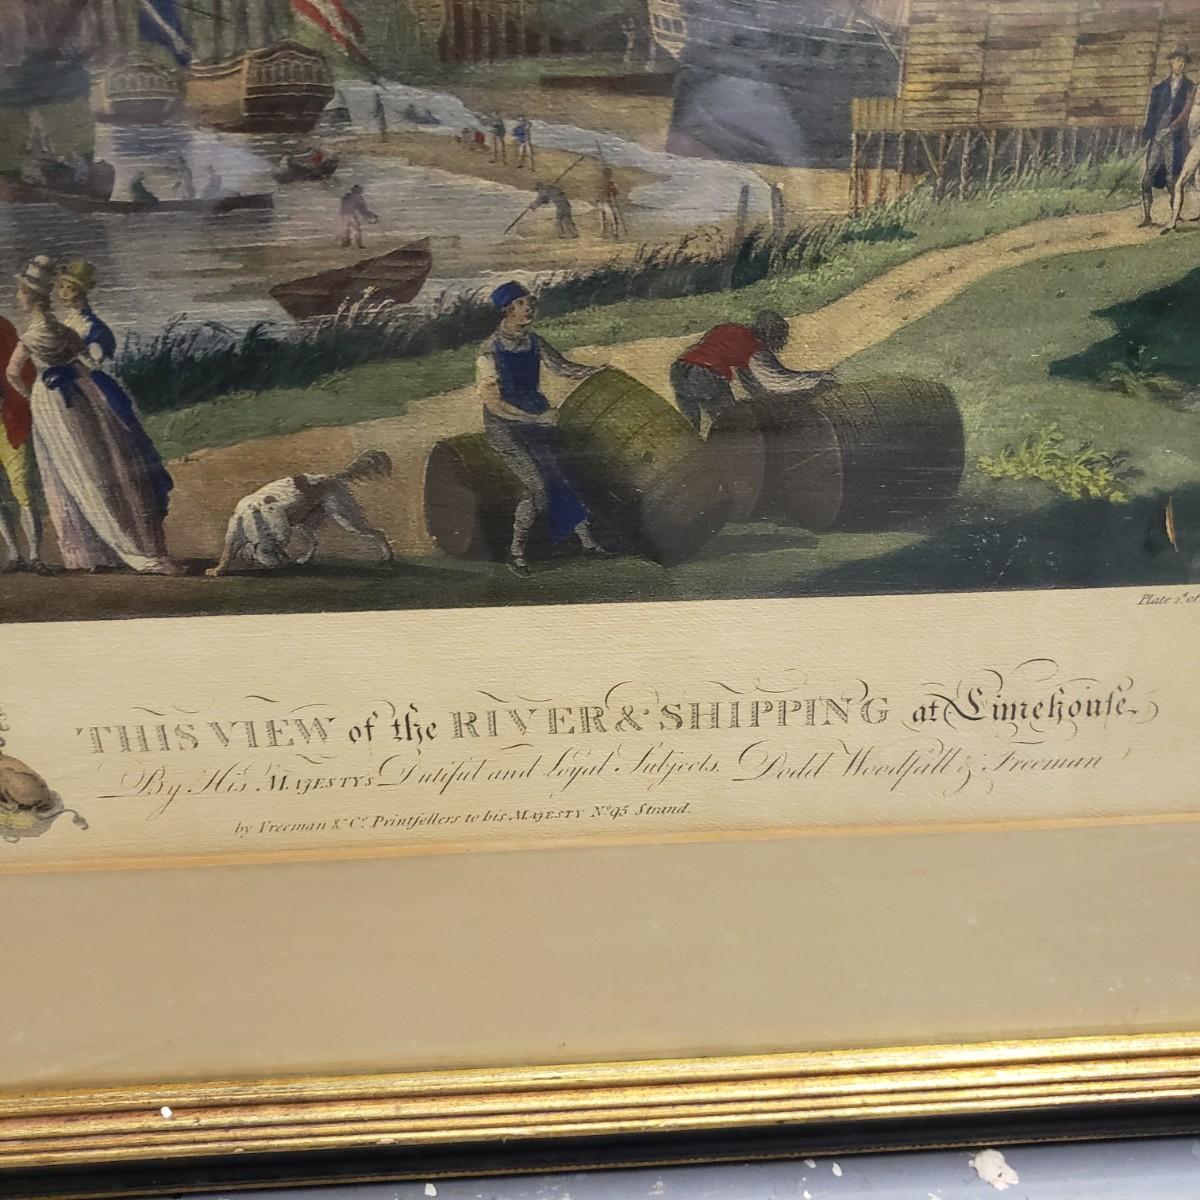 Plate 2.d of
THIS VIEW of the RIVER & SHIPPING at Limehouſe.
By His MAJESTYS Dutiful and Loyal Subjects, Dodd Woodfall & Freeman
by Freeman & Co. Printſellers to his MAJESTY No. 95 Strand.